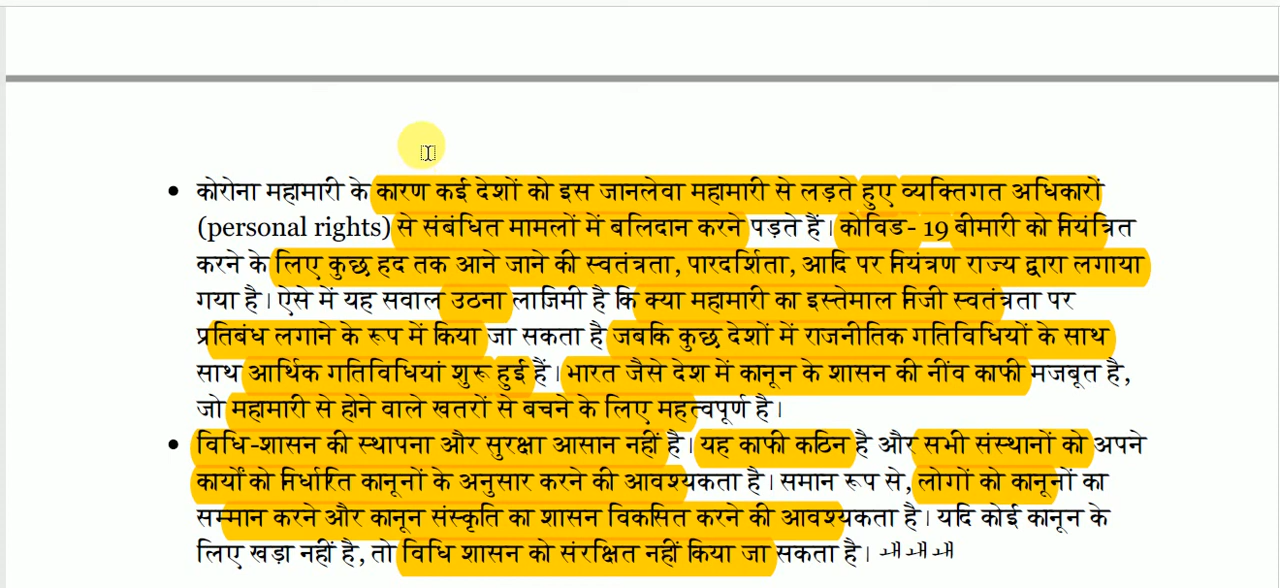 • कोरोना महामारी के कारण कई देशों को इस जानलेवा महामारी से लड़ते हुए व्यक्तिगत अधिकारों
(personal rights) से संबंधित मामलों में बलिदान करने पड़ते हैं। कोविड- 19 बीमारी को नियंत्रित
करने के लिए कुछ हद तक आने जाने की स्वतंत्रता, पारदर्शिता, आदि पर नियंत्रण राज्य द्वारा लगाया
गया है। ऐसे में यह सवाल उठना लाजिमी है कि क्या महामारी का इस्तेमाल निजी स्वतंत्रता पर
प्रतिबंध लगाने के रूप में किया जा सकता है जबकि कुछ देशों में राजनीतिक गतिविधियों के साथ
साथ आर्थिक गतिविधियां शुरू हुई हैं। भारत जैसे देश में कानून के शासन की नींव काफी मजबूत है,
जो महामारी से होने वाले खतरों से बचने के लिए महत्वपूर्ण है।
• विधि-शासन की स्थापना और सुरक्षा आसान नहीं है। यह काफी कठिन है और सभी संस्थानों को अपने
कार्यों को निर्धारित कानूनों के अनुसार करने की आवश्यकता है। समान रूप से, लोगों को कानूनों का
सम्मान करने और कानून संस्कृति का शासन विकसित करने की आवश्यकता है। यदि कोई कानून के
लिए खड़ा नहीं है, तो विधि शासन को संरक्षित नहीं किया जा सकता है।